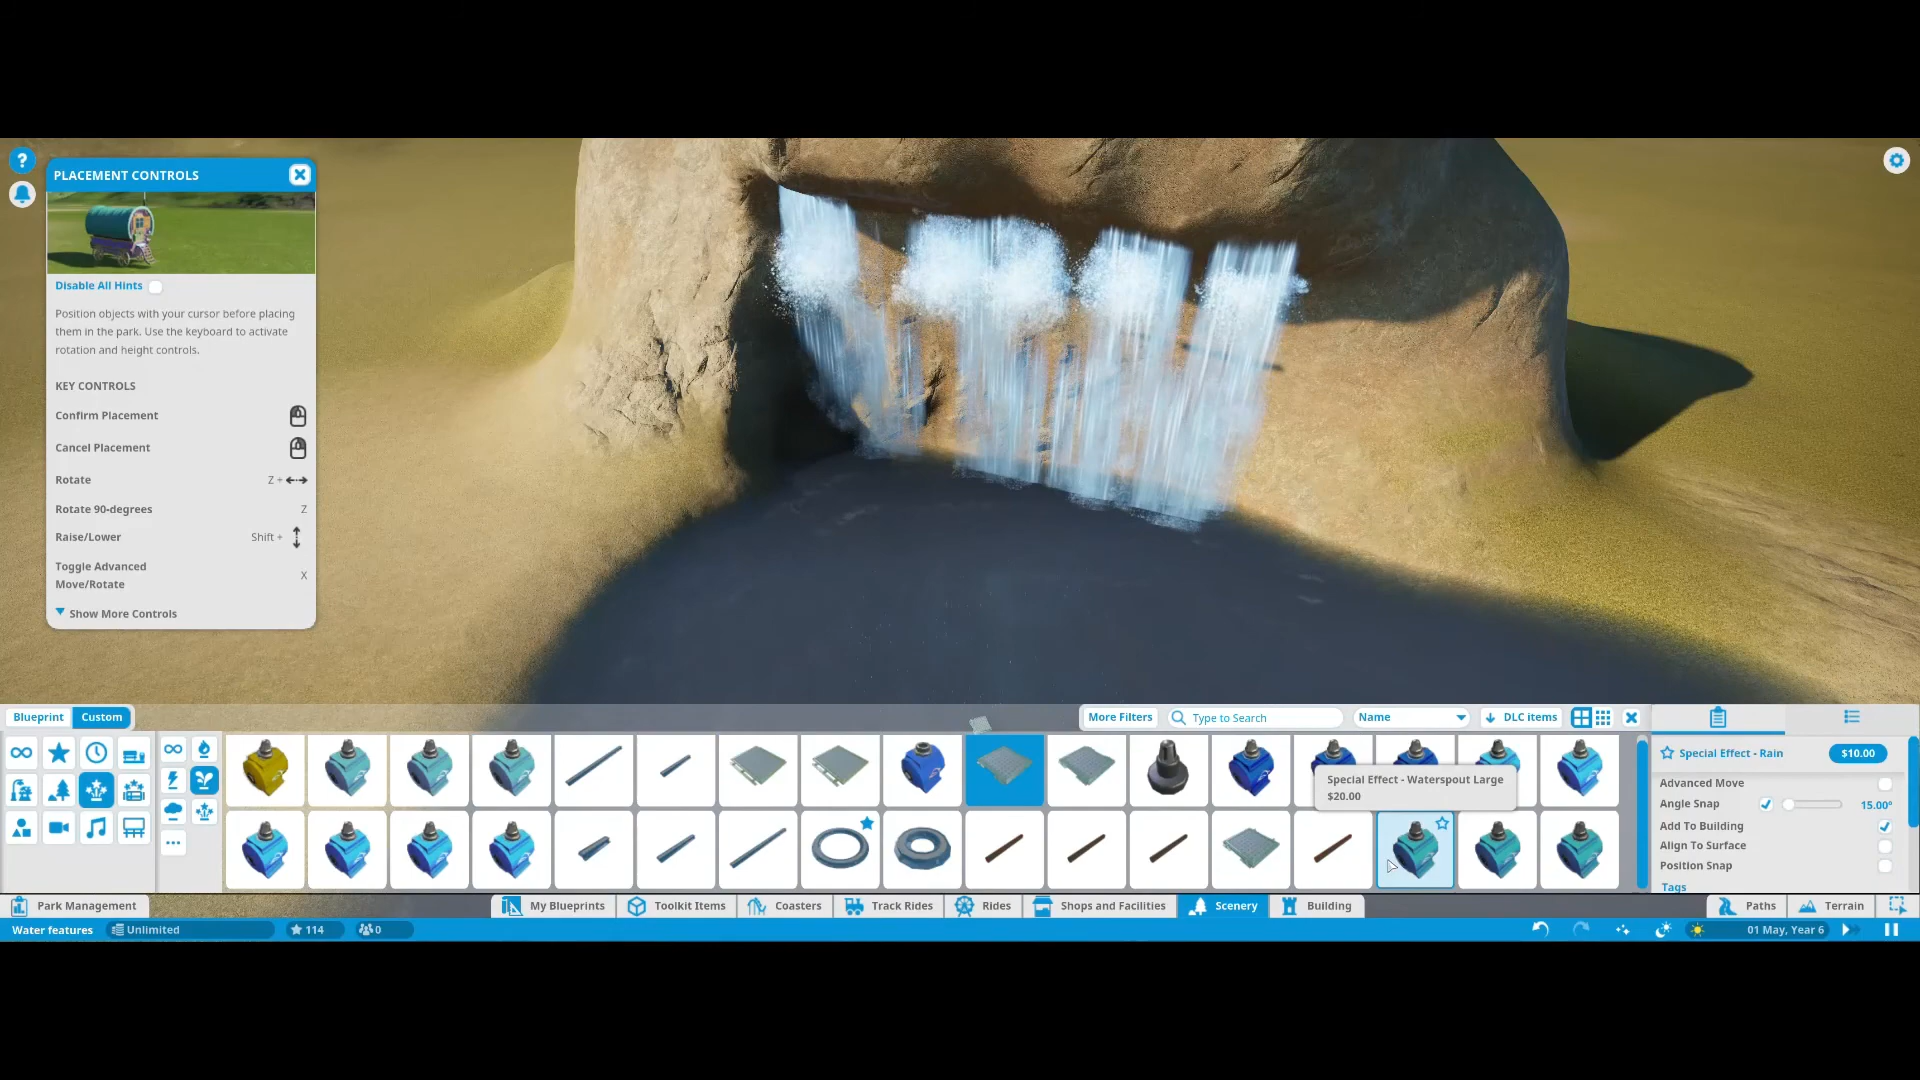 ?
PLACEMENT CONTROLS
Disable All Hints
Position objects with your cursor before placing
them in the park. Use the keyboard to activate
rotation and height controls.
KEY CONTROLS
Confirm Placement
Cancel Placement
Rotate Z +
Rotate 90-degrees Z
Raise/Lower Shift +
Toggle Advanced
Move/Rotate X
Show More Controls
Blueprint Custom
More Filters Type to Search Name DLC items
Special Effect - Waterspout Large
$20.00
Special Effect - Rain $10.00
Advanced Move
Angle Snap 15.00°
Add To Building
Align To Surface
Position Snap
Tags
Park Management My Blueprints Toolkit Items Coasters Track Rides Rides Shops and Facilities Scenery Building Paths Terrain
Water features Unlimited 114 0 01 May, Year 6